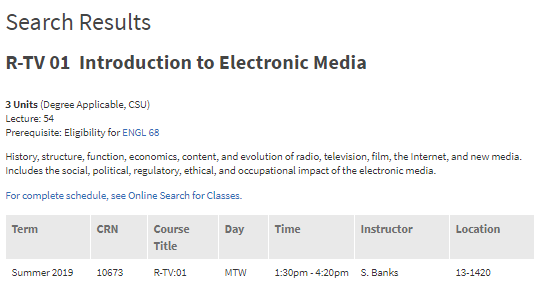 Search Results
R-TV 01 Introduction to Electronic Media
3 Units (Degree Applicable, CSU)
Lecture: 54
Prerequisite: Eligibility for ENGL 68
History, structure, function, economics, content, and evolution of radio, television, film, the Internet, and new media.
Includes the social, political, regulatory, ethical, and occupational impact of the electronic media.
For complete schedule, see Online Search for Classes.
Term CRN Course Title Day Time Instructor Location
Summer 2019 10673 R-TV:01 MTW 1:30pm - 4:20pm S. Banks 13-1420